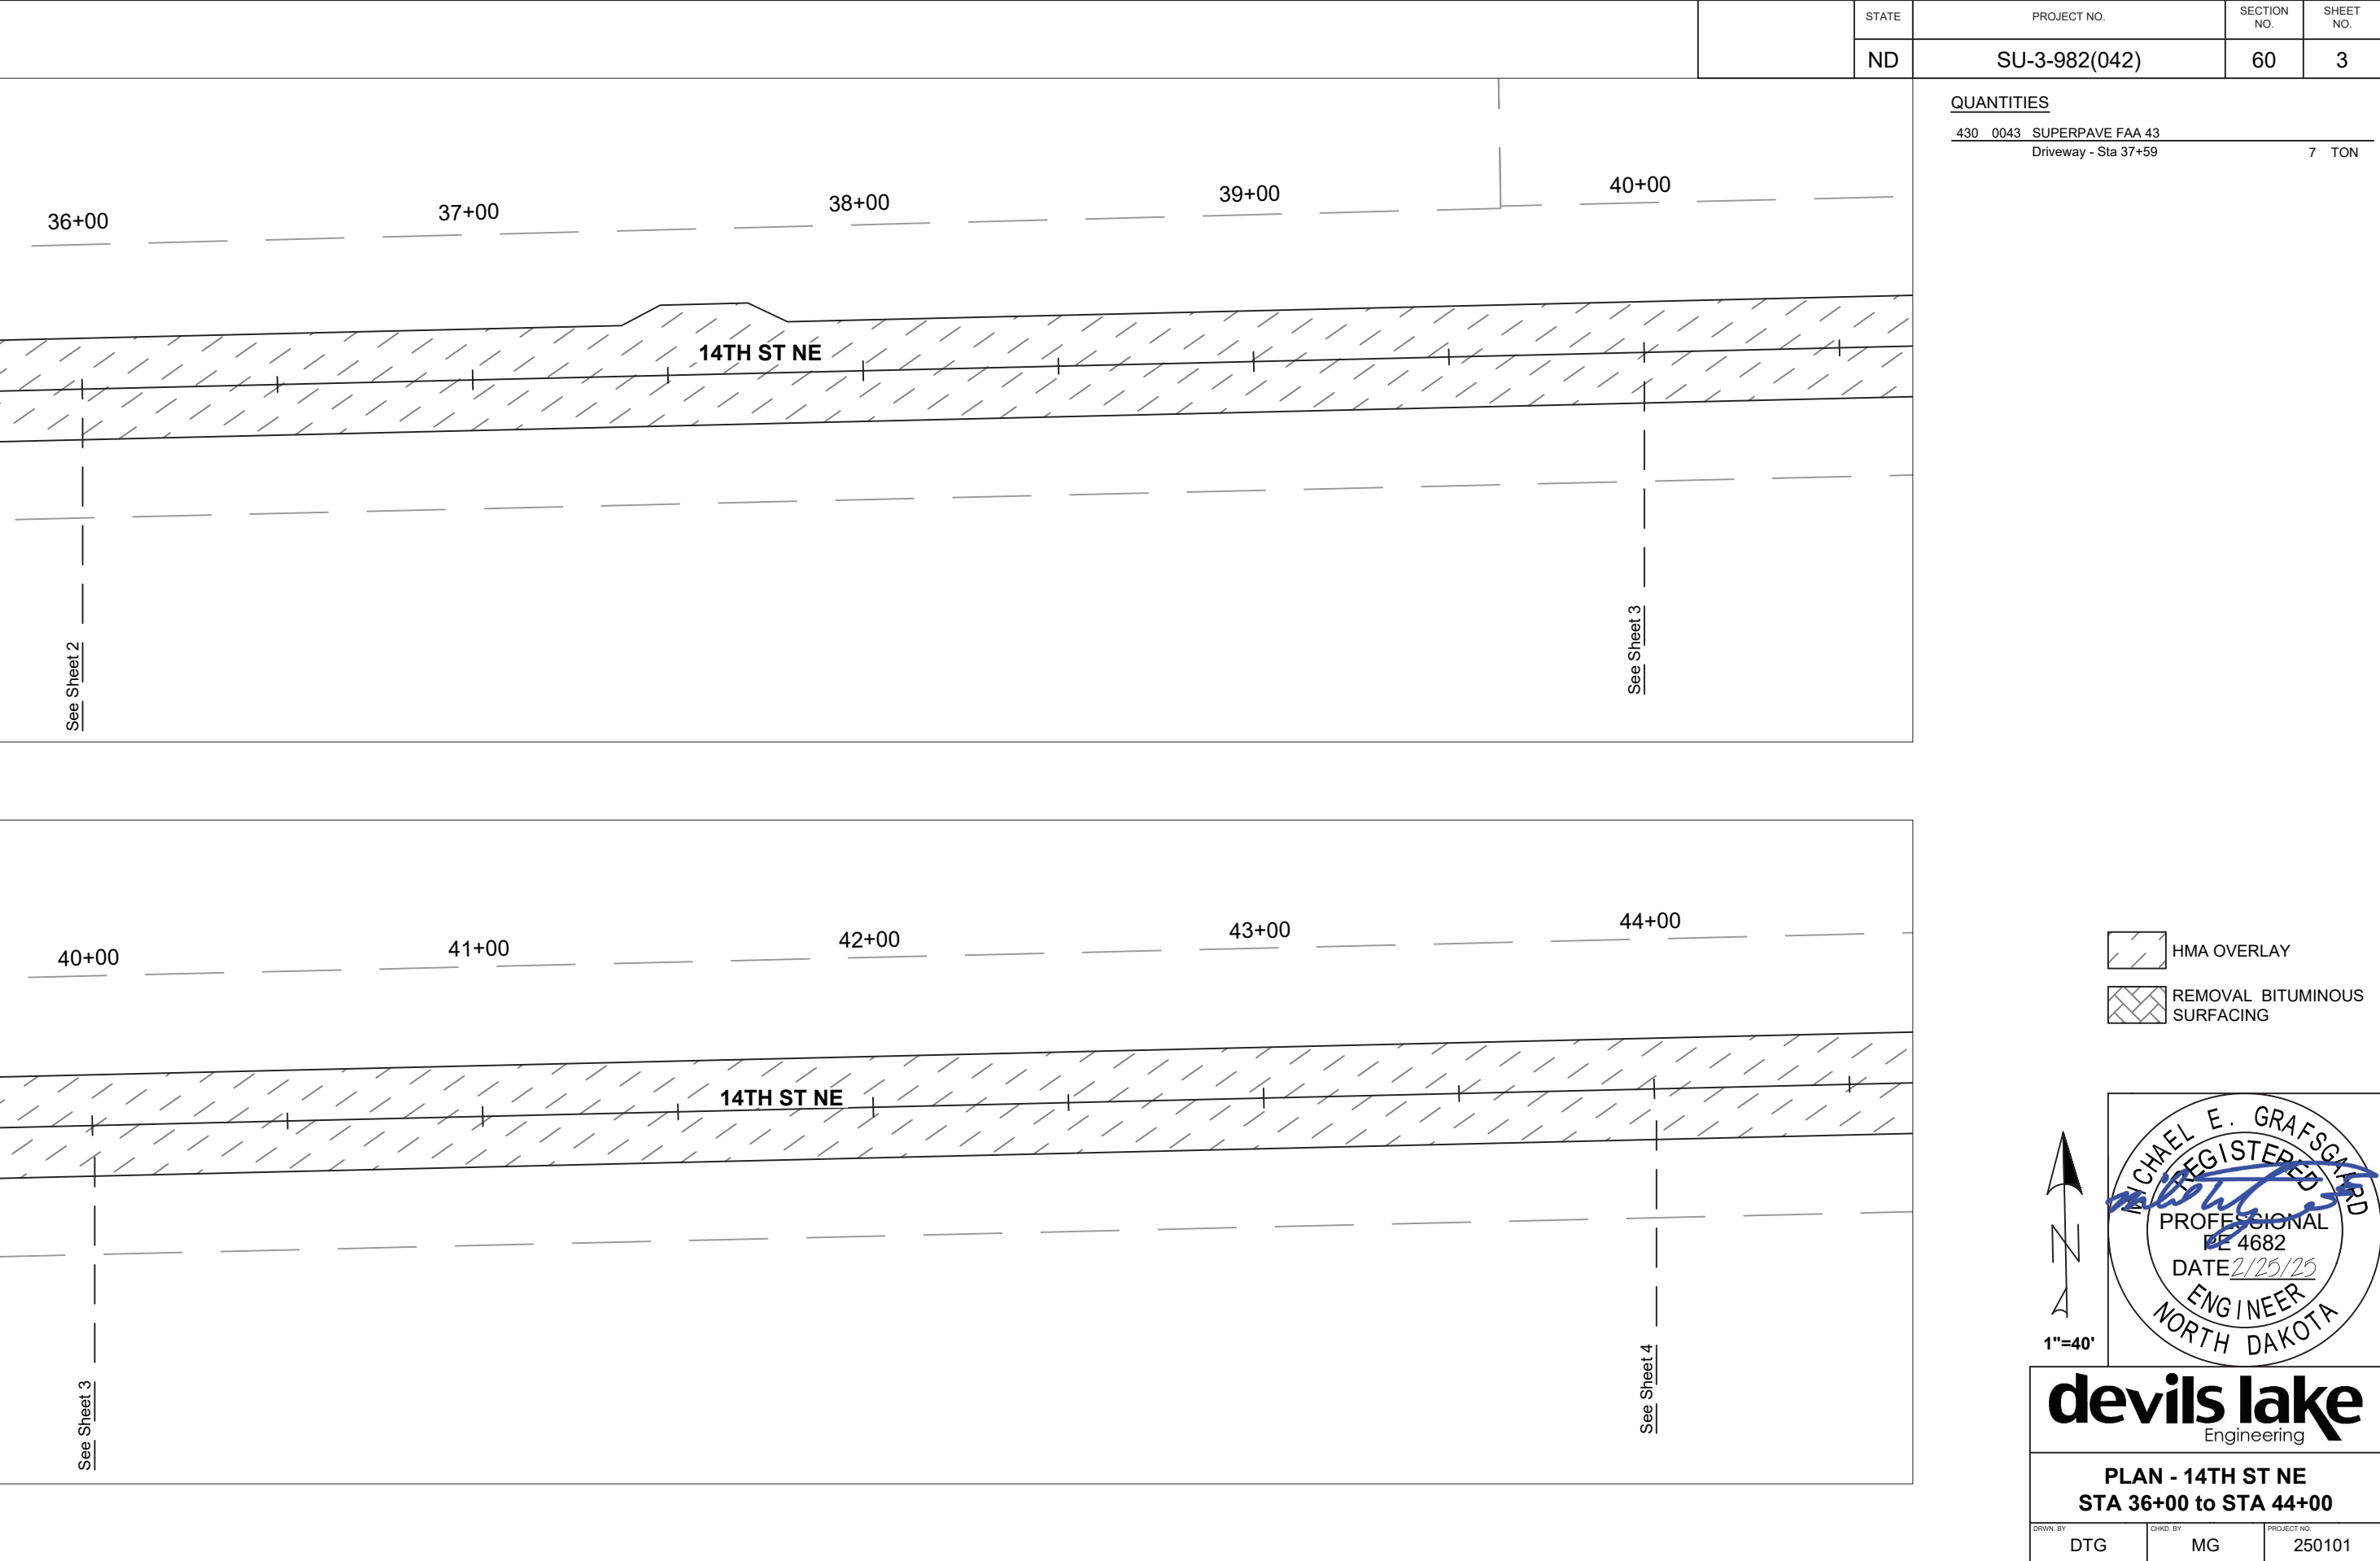 STATE
PROJECT NO.
SECTION NO.
SHEET NO.
ND
SU-3-982(042)
60
3
QUANTITIES
430 0043 SUPERPAVE FAA 43
Driveway - Sta 37+59 7 TON
36+00
37+00
38+00
39+00
40+00
14TH ST NE
See Sheet 2
See Sheet 3
40+00
41+00
42+00
43+00
44+00
14TH ST NE
See Sheet 3
See Sheet 4
HMA OVERLAY
REMOVAL BITUMINOUS
SURFACING
N
1"=40'
MICHAEL E. GRAFSGAARD
REGISTERED
PROFESSIONAL
PE 4682
DATE 2/25/25
ENGINEER
NORTH DAKOTA
devils lake
Engineering
PLAN - 14TH ST NE
STA 36+00 to STA 44+00
DRWN. BY
DTG
CHKD. BY
MG
PROJECT NO.
250101